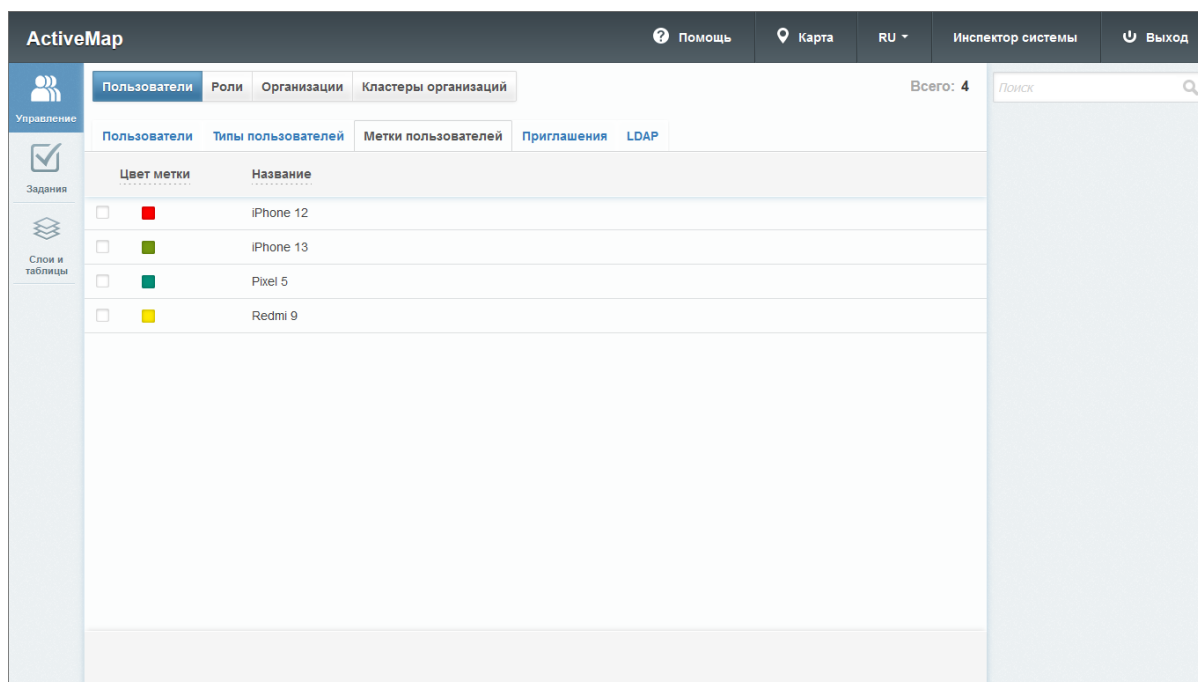 ActiveMap
Помощь
Карта
RU
Инспектор системы
Выход
Управление
Задания
Слои и
таблицы
Пользователи Роли Организации Кластеры организаций
Всего: 4
Поиск
Пользователи Типы пользователей Метки пользователей Приглашения LDAP
Цвет метки Название
iPhone 12
iPhone 13
Pixel 5
Redmi 9